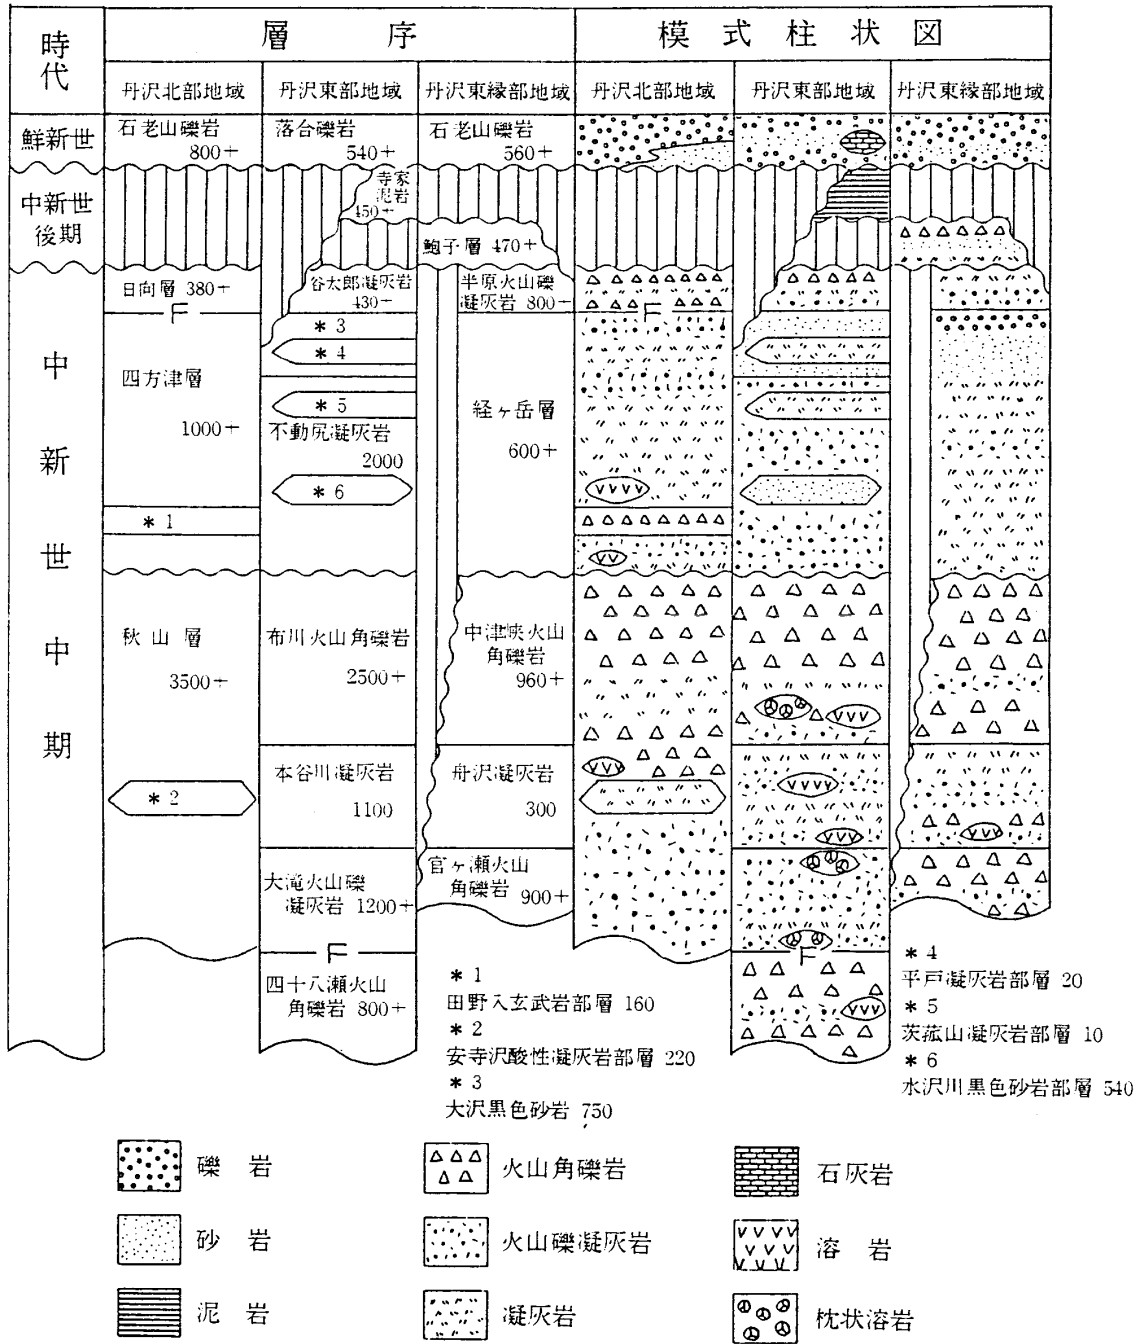 時代
層序
模式柱状図
丹沢北部地域 丹沢東部地域 丹沢東縁部地域 丹沢北部地域 丹沢東部地域 丹沢東縁部地域
鮮新世
石老山礫岩
800+
落合礫岩
540+
石老山礫岩
560+
中新世
後期
寺家
泥岩
450+
鮑子層 470+
中新世中期
日向層 380+
F
四方津層
1000+
* 1
秋山層
3500+
* 2
谷太郎凝灰岩
430+
* 3
* 4
* 5
不動尻凝灰岩
2000
* 6
布川火山角礫岩
2500+
本谷川凝灰岩
1100
大滝火山礫
凝灰岩 1200+
F
四十八瀬火山
角礫岩 800+
半原火山礫
凝灰岩 800+
経ヶ岳層
600+
中津峡火山
角礫岩
960+
舟沢凝灰岩
300
官ヶ瀬火山
角礫岩 900+
F
F
* 1
田野入玄武岩部層 160
* 2
安寺沢酸性凝灰岩部層 220
* 3
大沢黒色砂岩 750
* 4
平戸凝灰岩部層 20
* 5
茨菰山凝灰岩部層 10
* 6
水沢川黒色砂岩部層 540
礫岩
火山角礫岩
石灰岩
砂岩
火山礫凝灰岩
溶岩
泥岩
凝灰岩
枕状溶岩